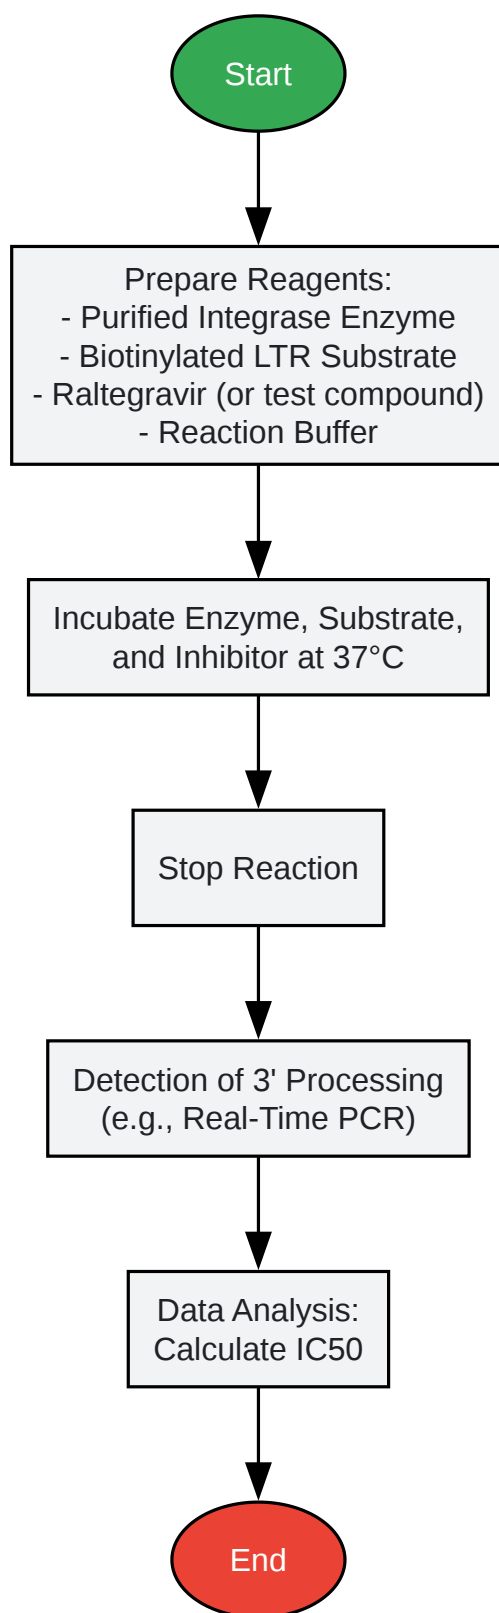 Start
Prepare Reagents:
- Purified Integrase Enzyme
- Biotinylated LTR Substrate
- Raltegravir (or test compound)
- Reaction Buffer
Incubate Enzyme, Substrate,
and Inhibitor at 37°C
Stop Reaction
Detection of 3' Processing
(e.g., Real-Time PCR)
Data Analysis:
Calculate IC50
End